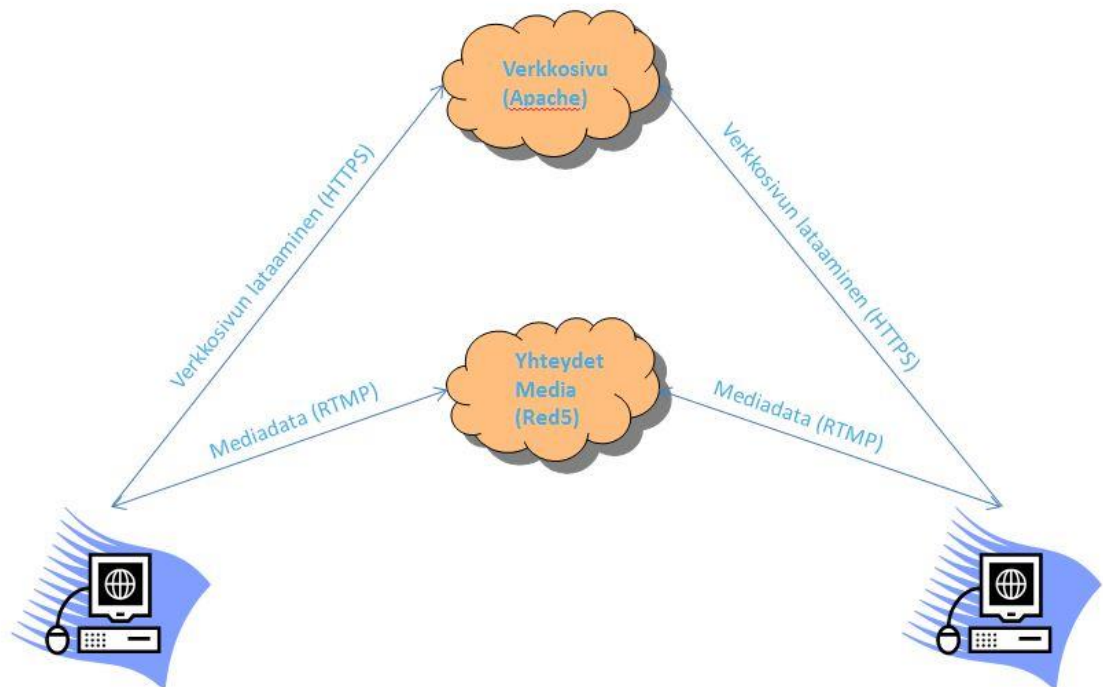 Verkkosivu
(Apache)
Verkkosivun lataaminen (HTTPS)
Verkkosivun lataaminen (HTTPS)
Yhteydet
Media
(Red5)
Mediadata (RTMP)
Mediadata (RTMP)